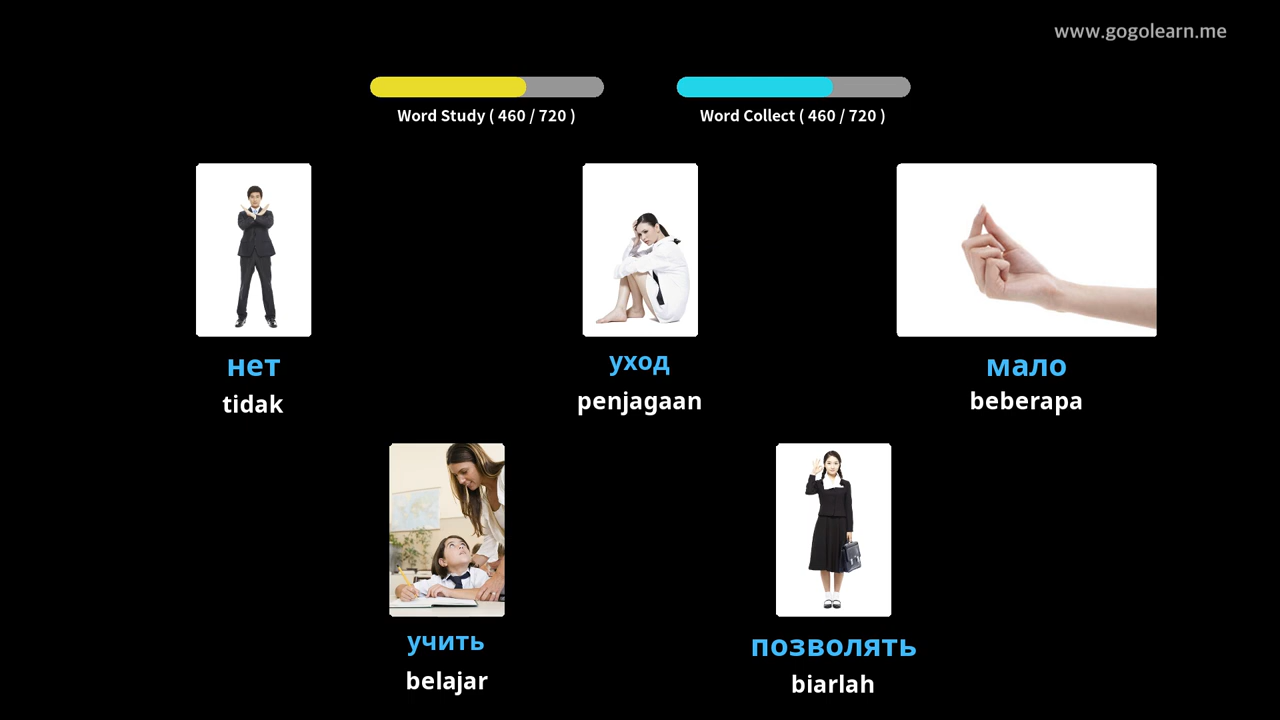 www.gogolearn.me
Word Study ( 460 / 720 )
Word Collect ( 460 / 720 )
нет
tidak
уход
penjagaan
мало
beberapa
учить
belajar
позволять
biarlah